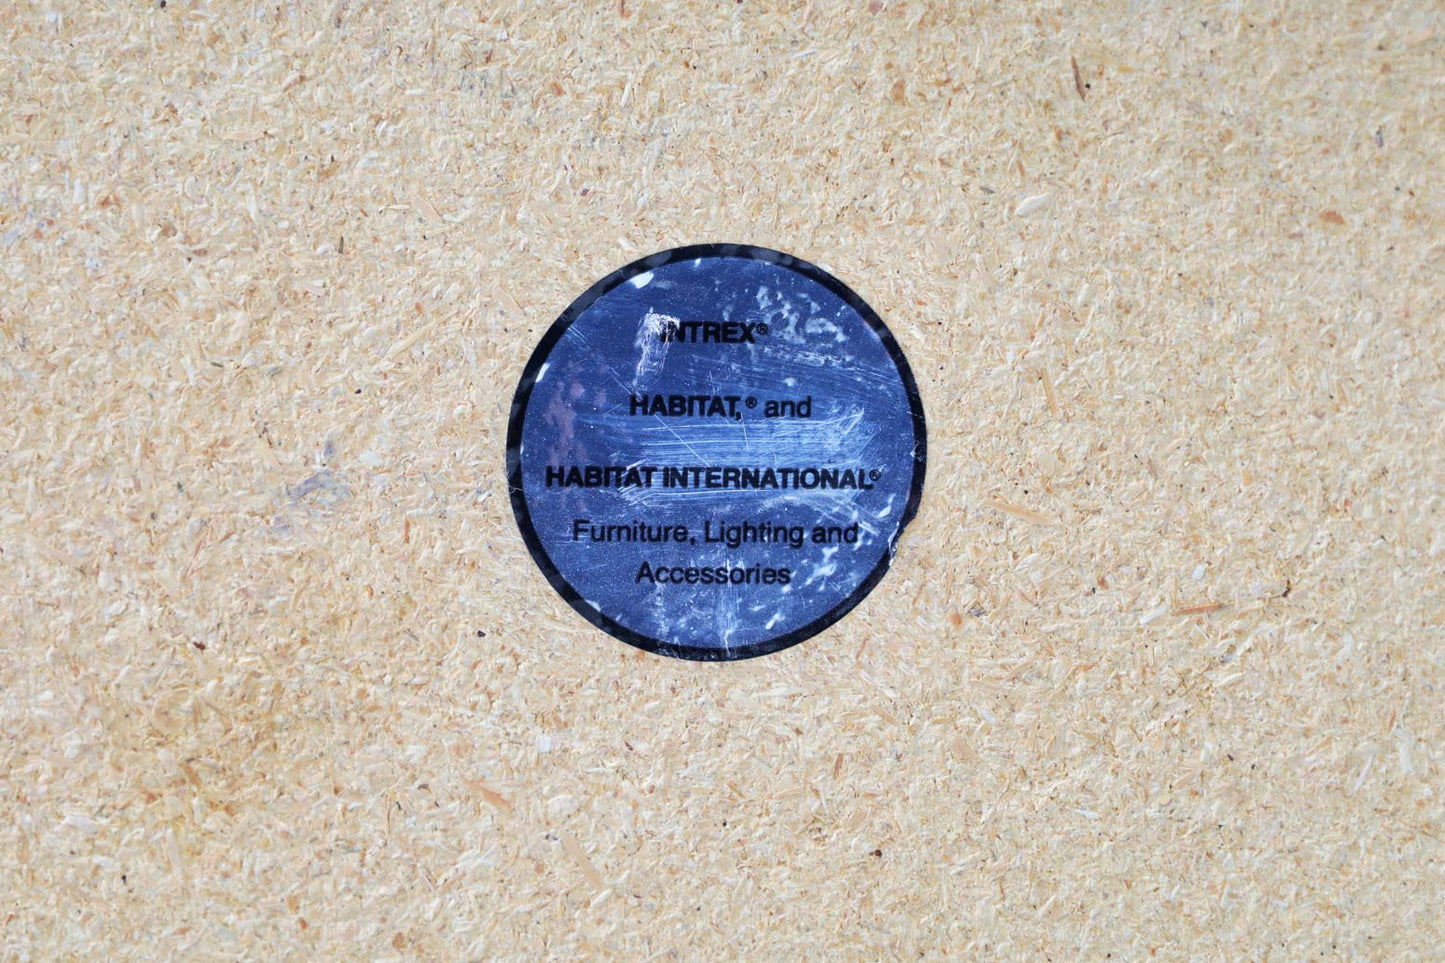 INTREX®
HABITAT,® and
HABITAT INTERNATIONAL®
Furniture, Lighting and
Accessories